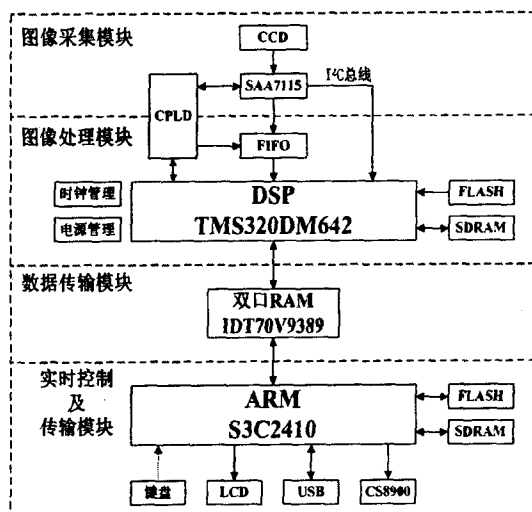 图像采集模块
CCD
SAA7115
I²C总线
CPLD
图像处理模块
FIFO
时钟管理
电源管理
DSP
TMS320DM642
FLASH
SDRAM
数据传输模块
双口RAM
IDT70V9389
实时控制
及
传输模块
ARM
S3C2410
FLASH
SDRAM
键盘
LCD
USB
CS8900